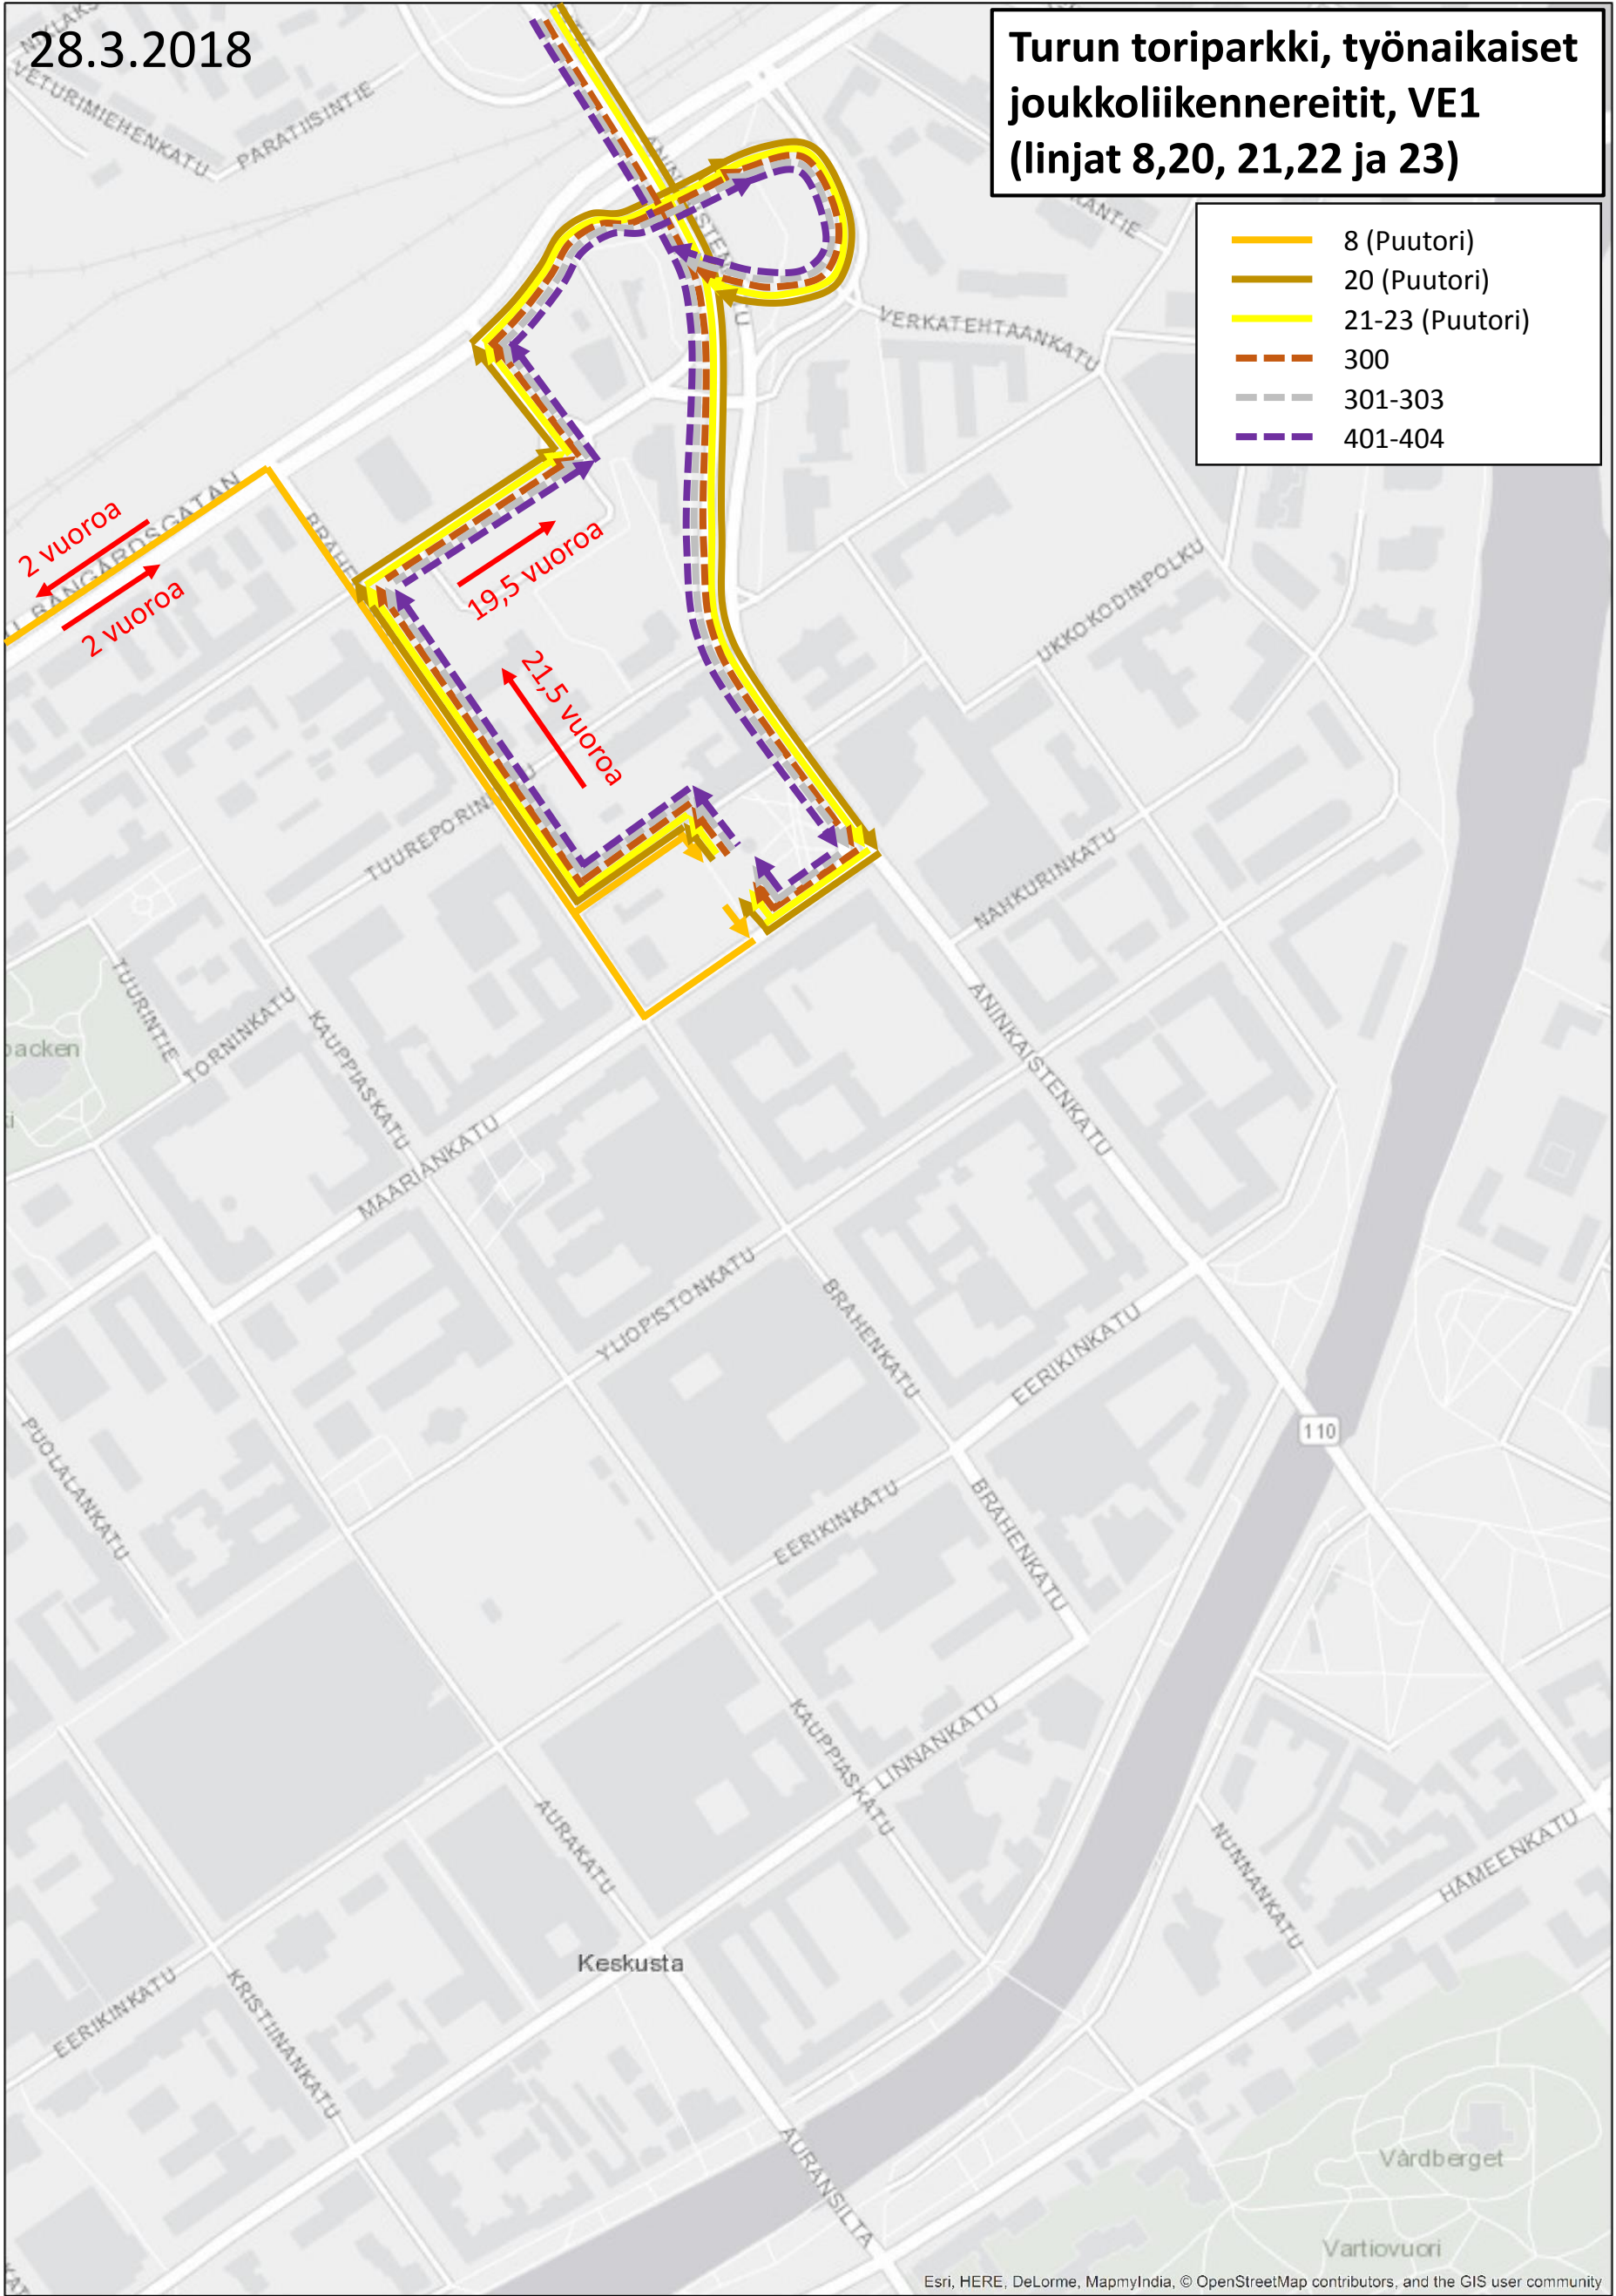 28.3.2018
Turun toriparkki, työnaikaiset
joukkoliikennereitit, VE1
(linjat 8,20, 21,22 ja 23)
8 (Puutori)
20 (Puutori)
21-23 (Puutori)
300
301-303
401-404
VETURIMIEHENKATU
PARATIISINTIE
VERKATEHTAANKATU
BANGÅRDSGATAN
2 vuoroa
2 vuoroa
19,5 vuoroa
21,5 vuoroa
UKKOKODINPOLKU
NAHKURINKATU
TUURINTIE
TORNINKATU
KAUPPIASKATU
MAARIANKATU
ANINKAISTENKATU
YLIOPISTONKATU
BRAHENKATU
EERIKINKATU
110
PUOLALANKATU
EERIKINKATU
BRAHENKATU
KAUPPIASKATU
LINNANKATU
AURAKATU
NUNNANKATU
HÄMEENKATU
Keskusta
EERIKINKATU
KRISTIINANKATU
AURANSILTA
Vårdberget
Vartiovuori
Esri, HERE, DeLorme, MapmyIndia, © OpenStreetMap contributors, and the GIS user community